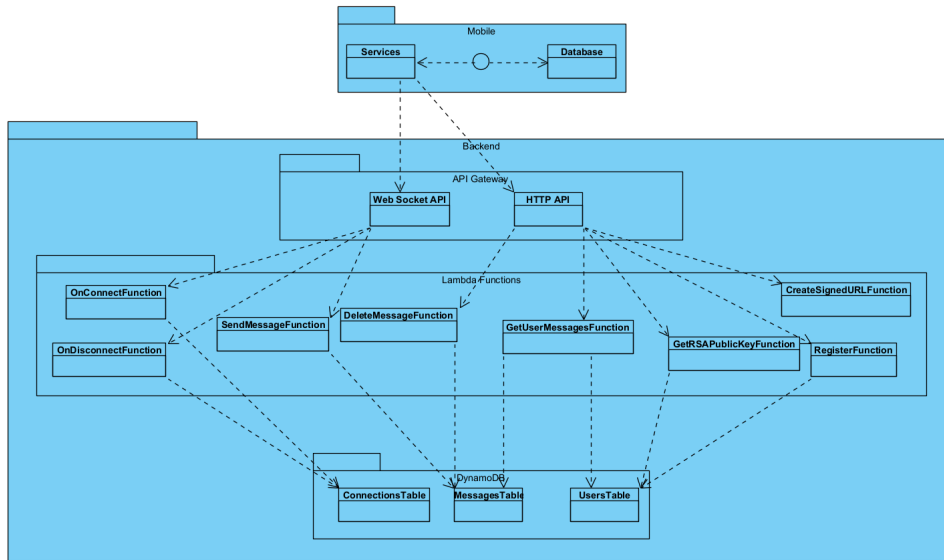 Mobile
Services
Database
Backend
API Gateway
Web Socket API
HTTP API
Lambda Functions
OnConnectFunction
CreateSignedURLFunction
SendMessageFunction
DeleteMessageFunction
GetUserMessagesFunction
OnDisconnectFunction
GetRSAPublicKeyFunction
RegisterFunction
DynamoDB
ConnectionsTable
MessagesTable
UsersTable